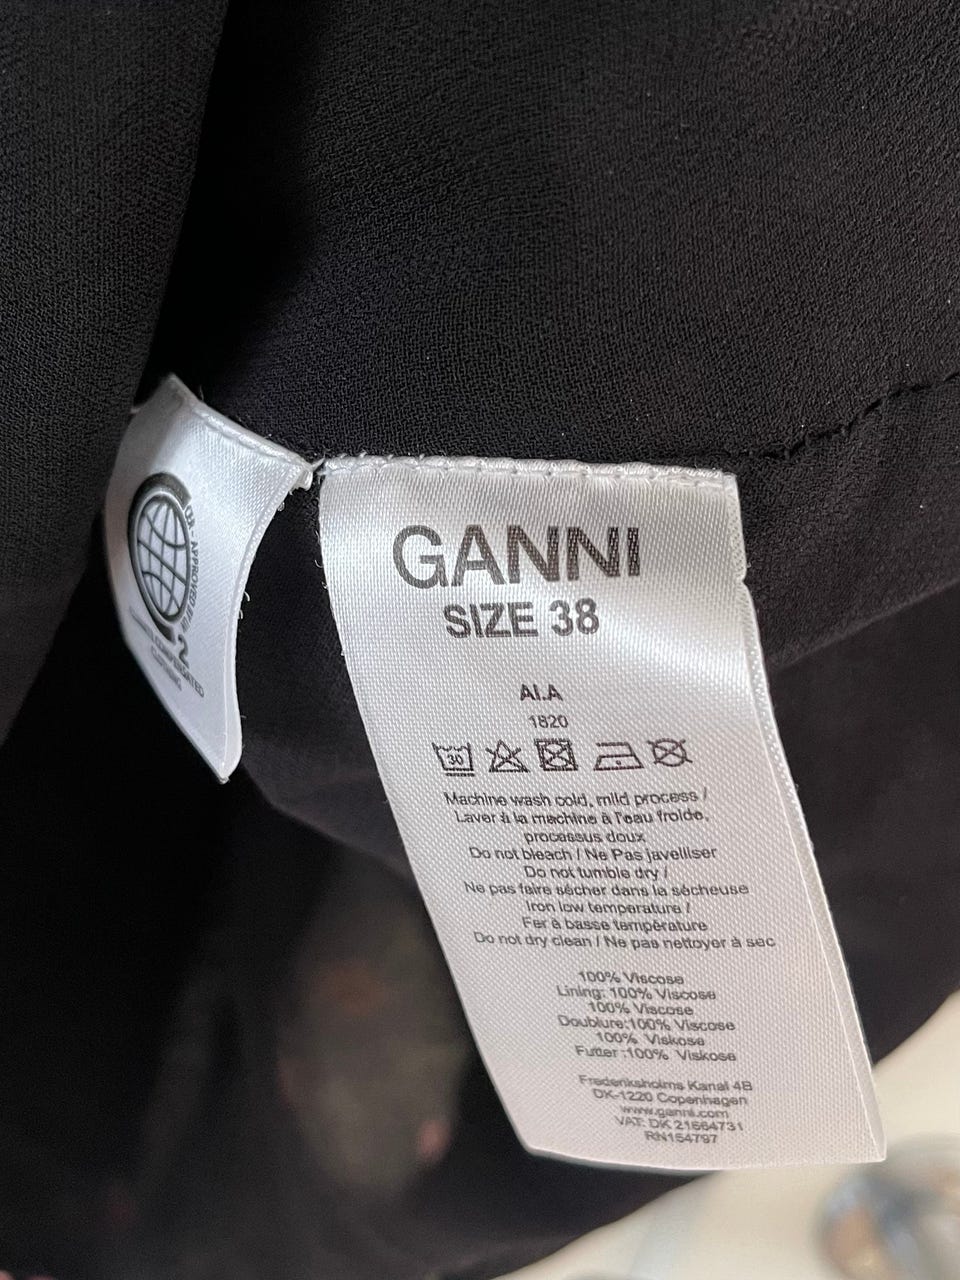 GANNI
SIZE 38
AI.A
1820
30
Machine wash cold, mild process /
Laver à la machine à l'eau froide,
processus doux
Do not bleach / Ne Pas javelliser
Do not tumble dry /
Ne pas faire sécher dans la sécheuse
Iron low temperature /
Fer à basse température
Do not dry clean / Ne pas nettoyer à sec
100% Viscose
Lining: 100% Viscose
100% Viscose
Doublure:100% Viscose
100% Viskose
Futter :100% Viskose
Frederiksholms Kanal 4B
DK-1220 Copenhagen
www.ganni.com
VAT: DK 21664731
RN154797
APPROVED
CLOTHING